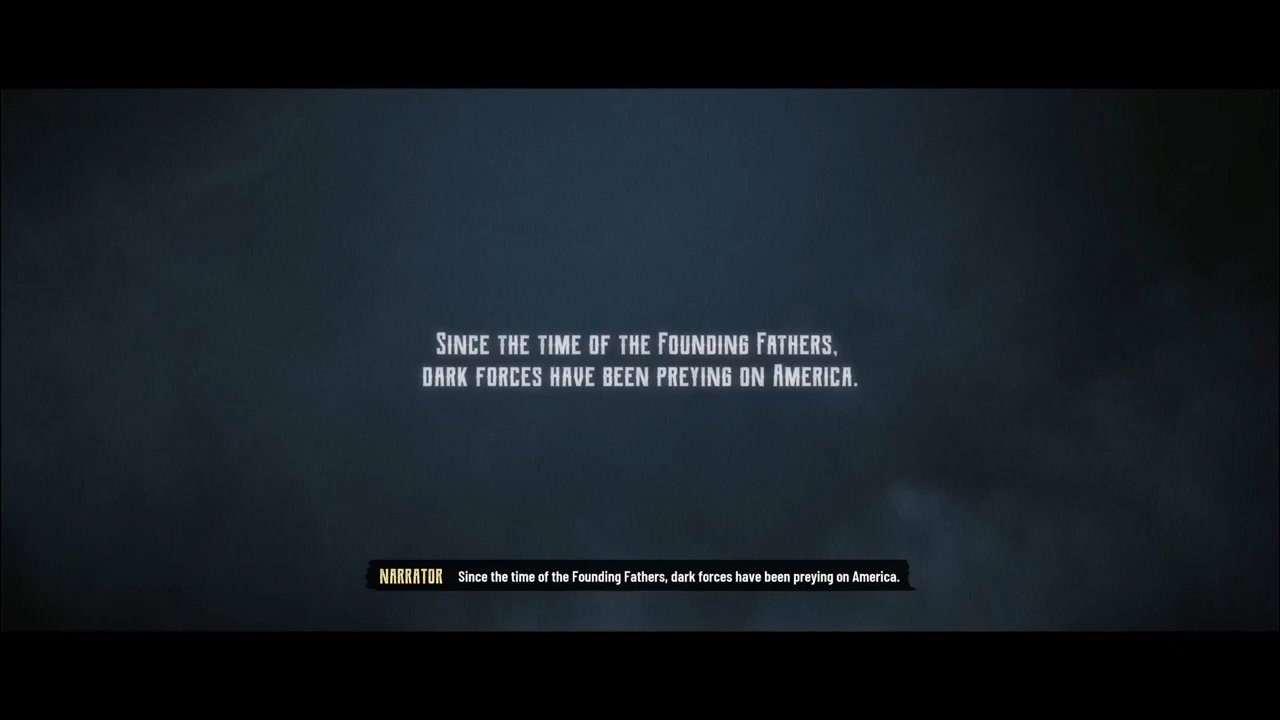 Since the time of the Founding Fathers,
dark forces have been preying on America.
NARRATOR Since the time of the Founding Fathers, dark forces have been preying on America.